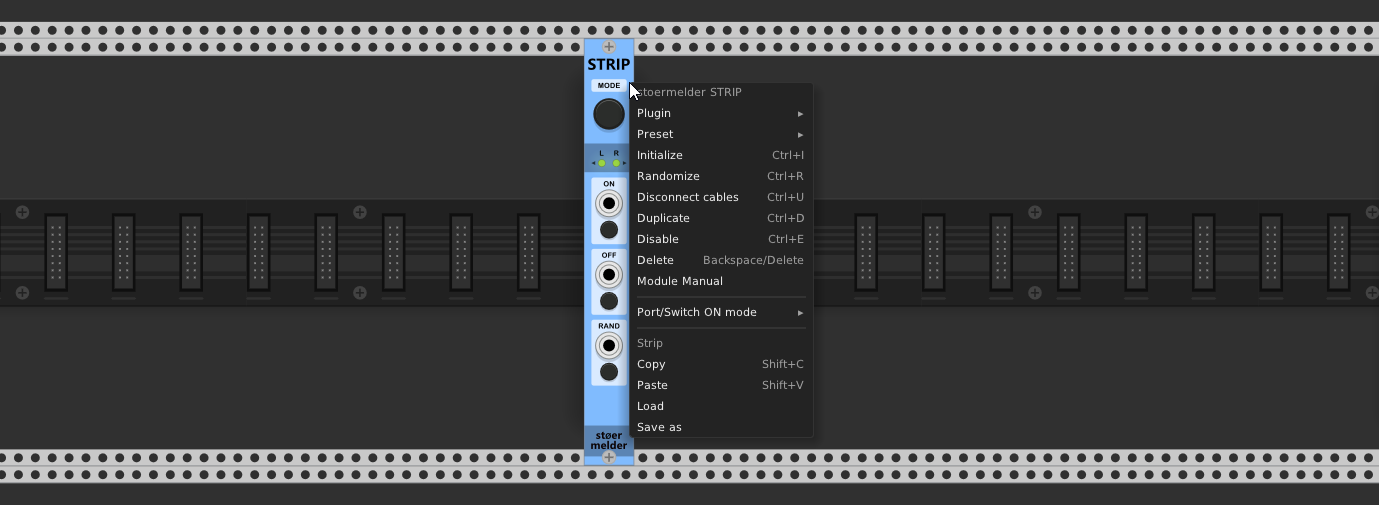 STRIP
MODE
L R
ON
OFF
RAND
støer
melder
stoermelder STRIP
Plugin ▸
Preset ▸
Initialize Ctrl+I
Randomize Ctrl+R
Disconnect cables Ctrl+U
Duplicate Ctrl+D
Disable Ctrl+E
Delete Backspace/Delete
Module Manual
Port/Switch ON mode ▸
Strip
Copy Shift+C
Paste Shift+V
Load
Save as